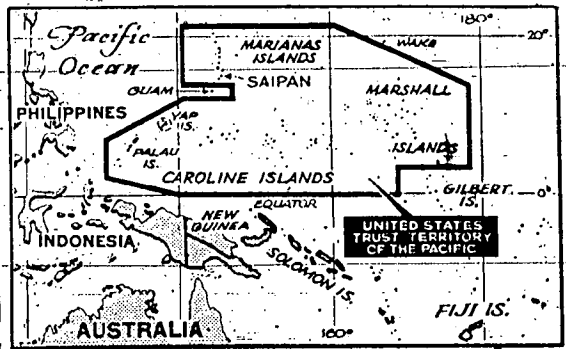 Pacific
Ocean
180°
20°
MARIANAS
ISLANDS
WAKE
SAIPAN
GUAM
MARSHALL
PHILIPPINES
YAP
IS.
PALAU
IS.
ISLANDS
CAROLINE ISLANDS
GILBERT
IS.
0°
EQUATOR
NEW
GUINEA
INDONESIA
UNITED STATES
TRUST TERRITORY
OF THE PACIFIC
SOLOMON IS.
FIJI IS.
AUSTRALIA
160°